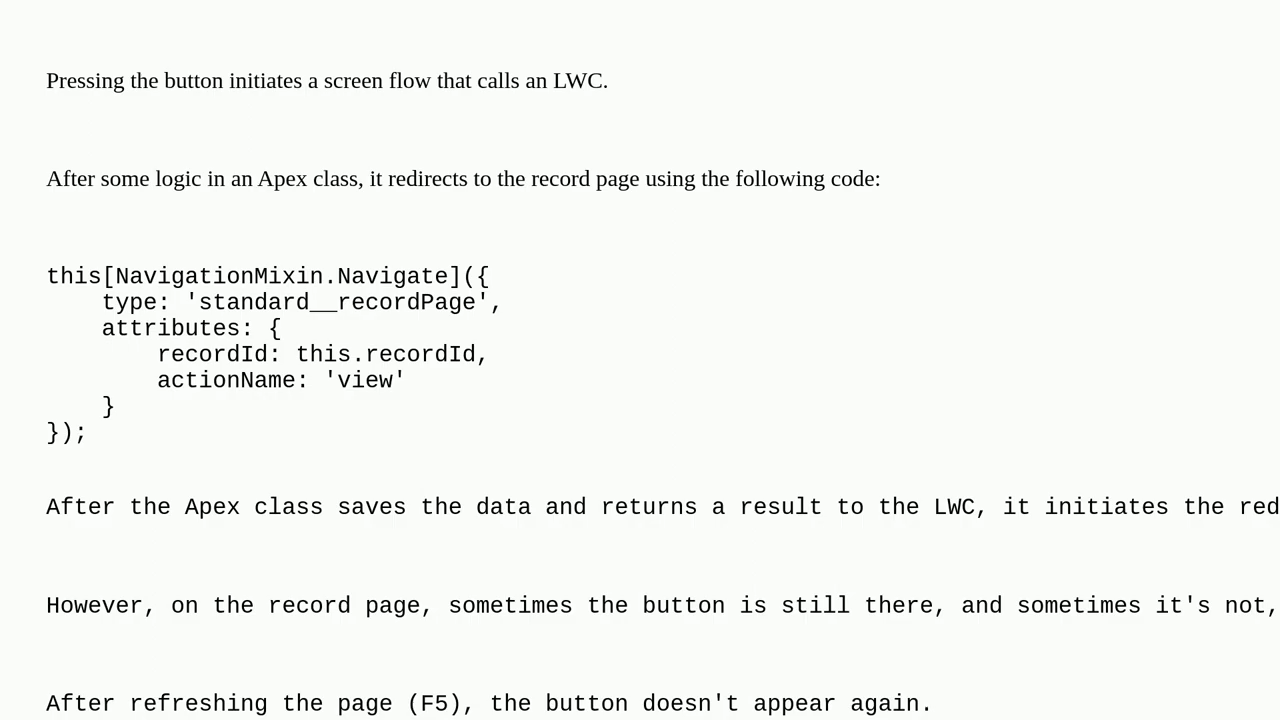 Pressing the button initiates a screen flow that calls an LWC.
After some logic in an Apex class, it redirects to the record page using the following code:
this[NavigationMixin.Navigate]({
    type: 'standard__recordPage',
    attributes: {
        recordId: this.recordId,
        actionName: 'view'
    }
});
After the Apex class saves the data and returns a result to the LWC, it initiates the red
However, on the record page, sometimes the button is still there, and sometimes it's not,
After refreshing the page (F5), the button doesn't appear again.